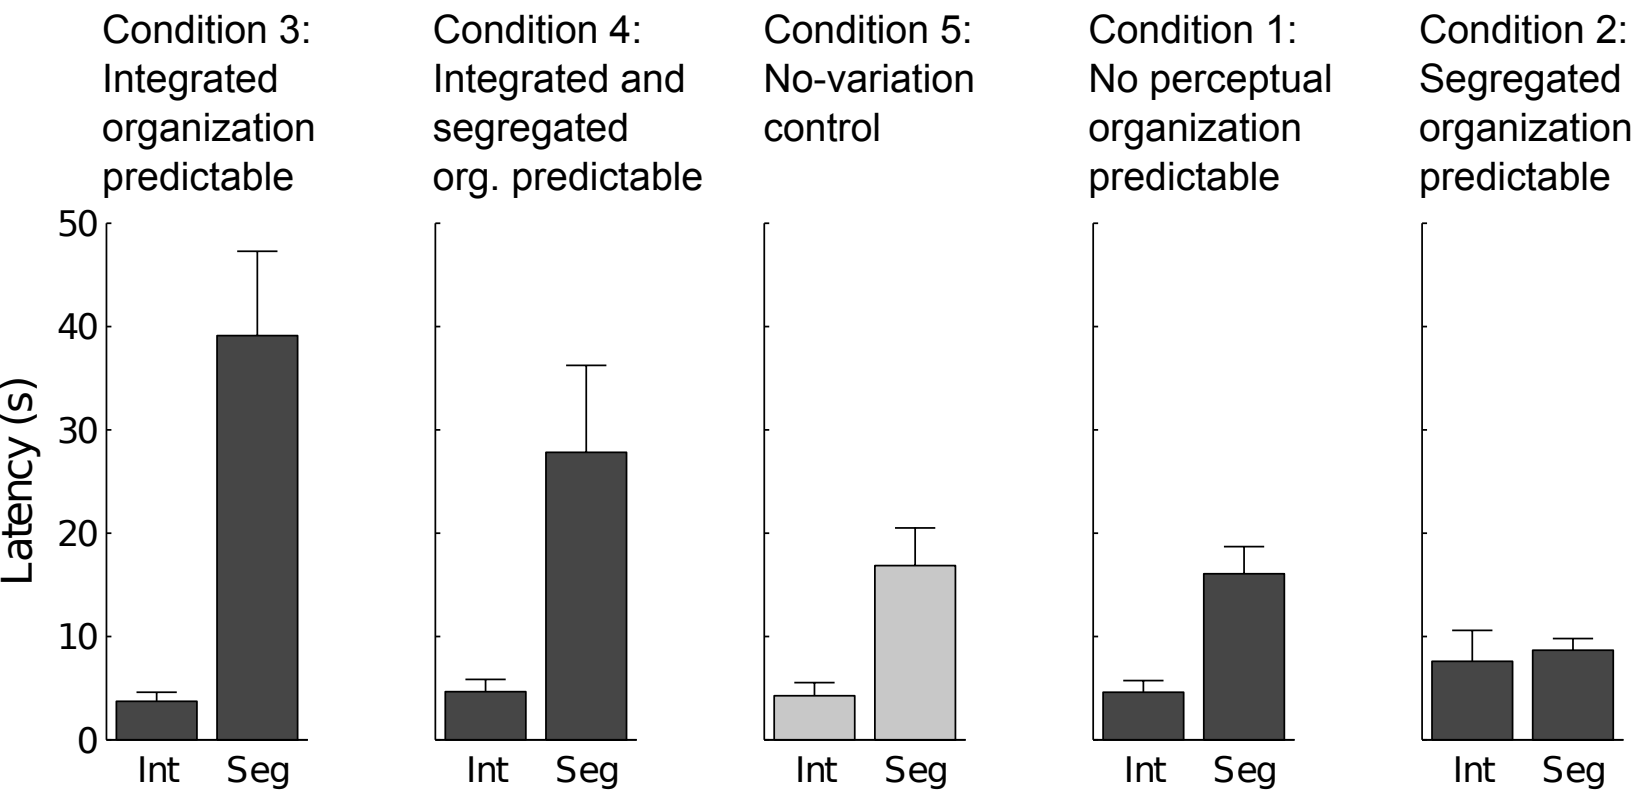 Condition 3:
Integrated
organization
predictable
Condition 4:
Integrated and
segregated
org. predictable
Condition 5:
No-variation
control
Condition 1:
No perceptual
organization
predictable
Condition 2:
Segregated
organization
predictable
Latency (s)
50
40
30
20
10
0
Int Seg
Int Seg
Int Seg
Int Seg
Int Seg